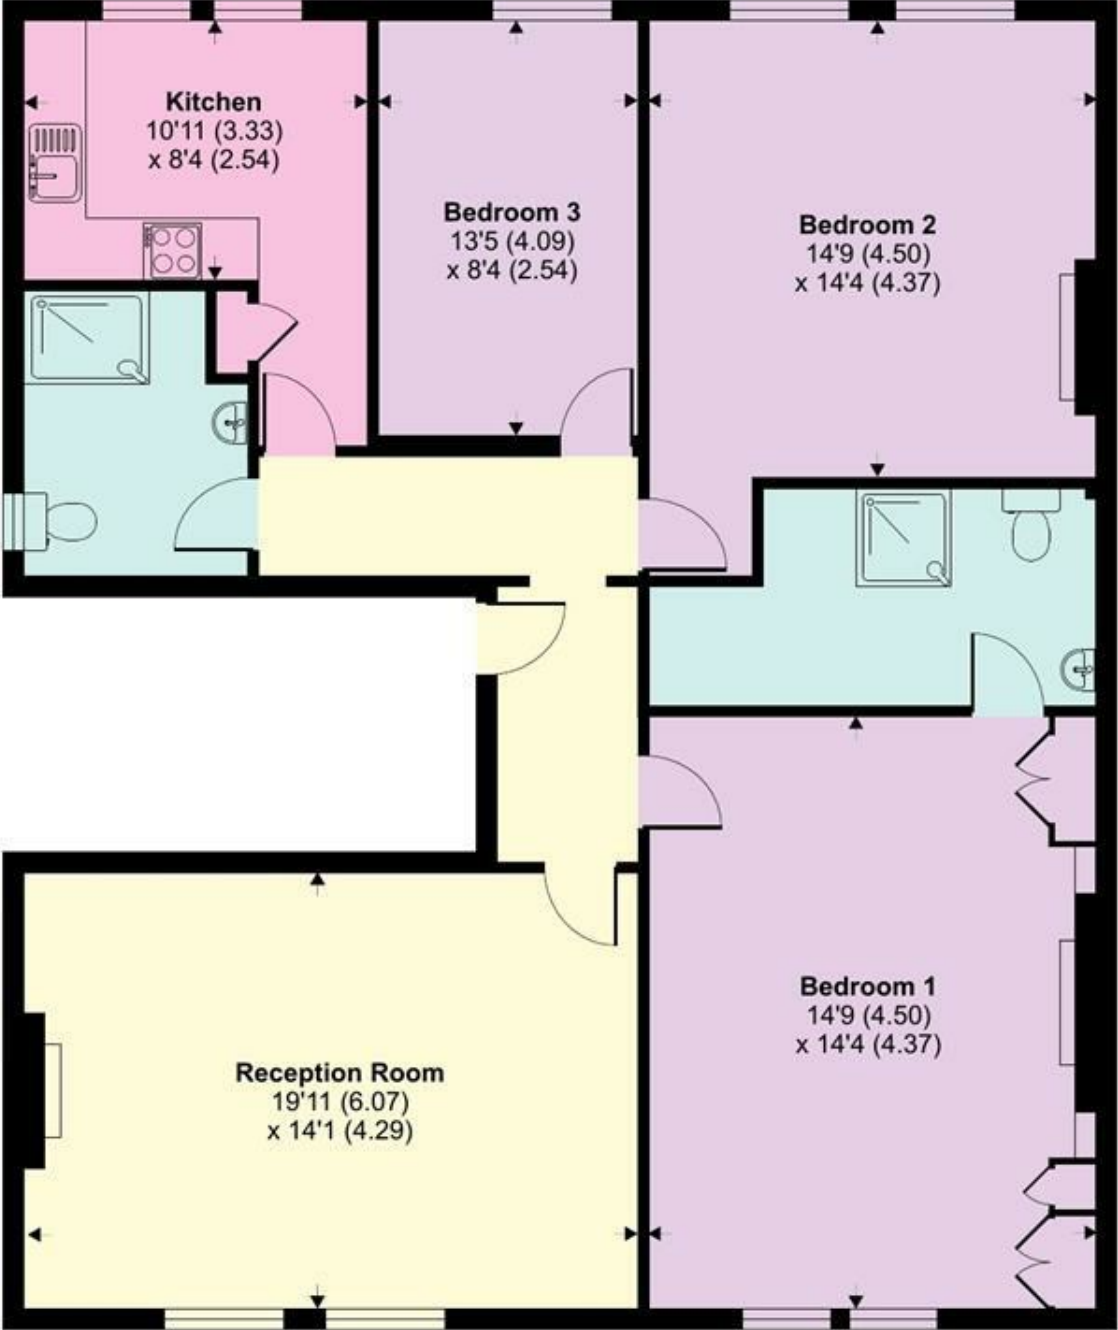 Kitchen
10'11 (3.33)
x 8'4 (2.54)
Bedroom 3
13'5 (4.09)
x 8'4 (2.54)
Bedroom 2
14'9 (4.50)
x 14'4 (4.37)
Bedroom 1
14'9 (4.50)
x 14'4 (4.37)
Reception Room
19'11 (6.07)
x 14'1 (4.29)